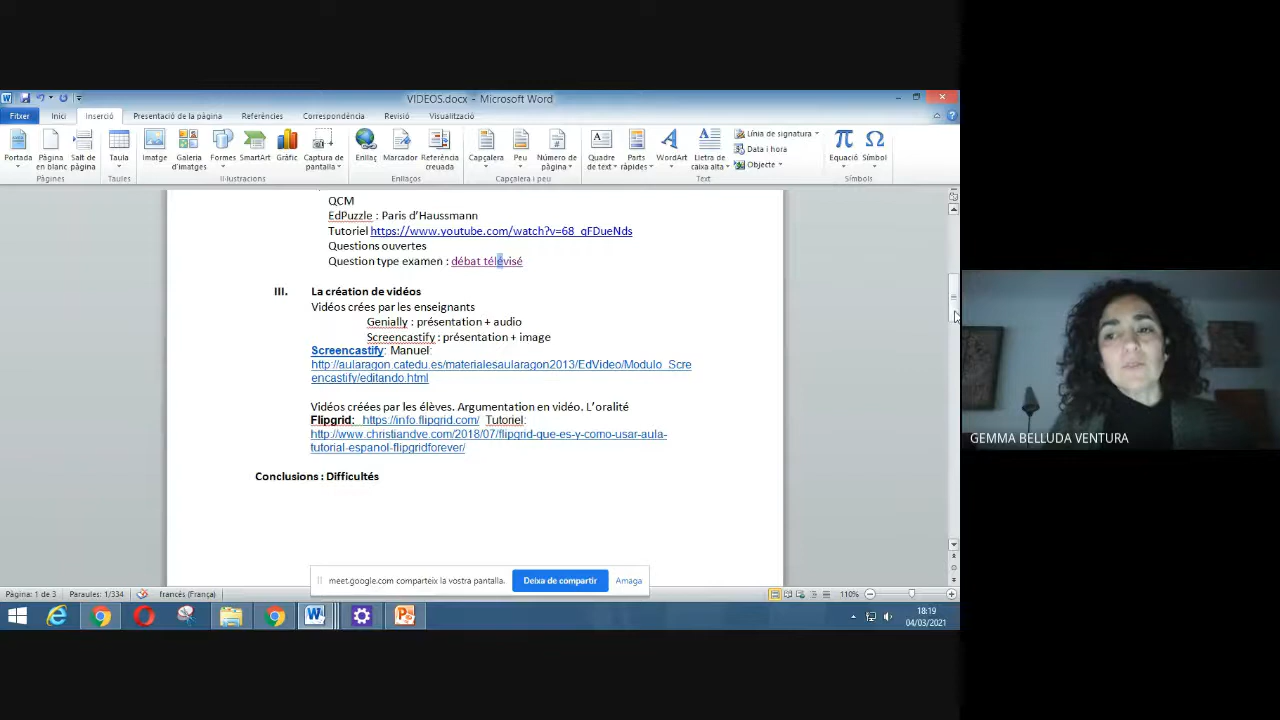 VIDEOS.docx - Microsoft Word
Fitxer Inici Inserció Presentació de la pàgina Referències Correspondència Revisió Visualització
Portada Pàgina en blanc Salt de pàgina Taula Imatge Galeria d'imatges Formes SmartArt Gràfic Captura de pantalla Enllaç Marcador Referència creuada Capçalera Peu Número de pàgina Quadre de text Parts ràpides WordArt Lletra de caixa alta Línia de signatura Data i hora Objecte Equació Símbol
Pàgines Taules Il·lustracions Enllaços Capçalera i peu Text Símbols
QCM
EdPuzzle : Paris d'Haussmann
Tutoriel https://www.youtube.com/watch?v=68_qFDueNds
Questions ouvertes
Question type examen : débat télévisé
III. La création de vidéos
Vidéos crées par les enseignants
Genially : présentation + audio
Screencastify : présentation + image
Screencastify: Manuel:
http://aularagon.catedu.es/materialesaularagon2013/EdVideo/Modulo_Scre
encastify/editando.html
Vidéos créées par les élèves. Argumentation en vidéo. L'oralité
Flipgrid: https://info.flipgrid.com/ Tutoriel:
http://www.christiandve.com/2018/07/flipgrid-que-es-y-como-usar-aula-
tutorial-espanol-flipgridforever/
Conclusions : Difficultés
meet.google.com comparteix la vostra pantalla. Deixa de compartir Amaga
Pàgina: 1 de 3 Paraules: 1/334 francés (França) 110%
18:19
04/03/2021
GEMMA BELLUDA VENTURA